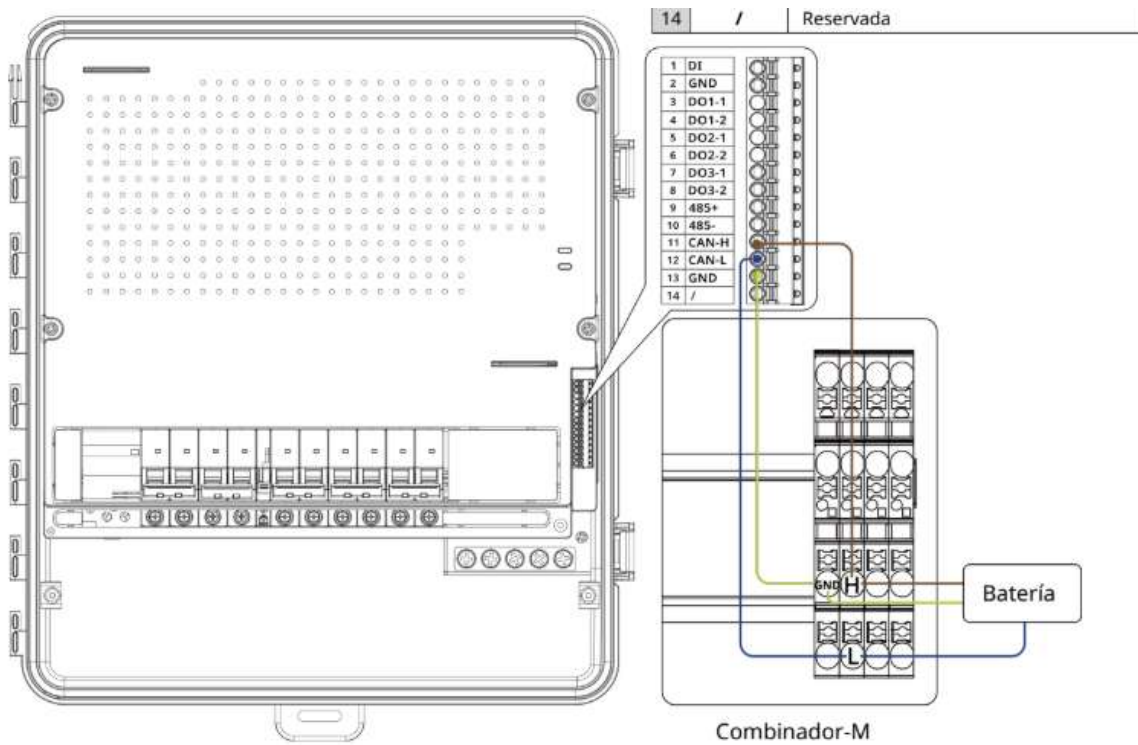 14 / Reservada
1 DI
2 GND
3 DO1-1
4 DO1-2
5 DO2-1
6 DO2-2
7 DO3-1
8 DO3-2
9 485+
10 485-
11 CAN-H
12 CAN-L
13 GND
14 /
GND H
Batería
L
Combinador-M